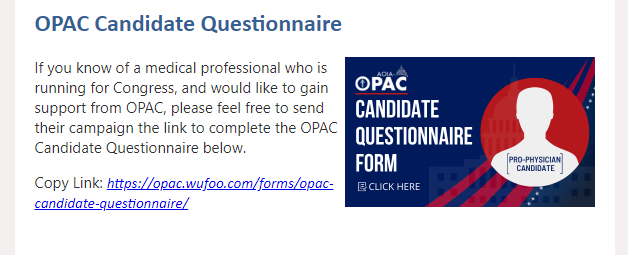 OPAC Candidate Questionnaire
If you know of a medical professional who is
running for Congress, and would like to gain
support from OPAC, please feel free to send
their campaign the link to complete the OPAC
Candidate Questionnaire below.
Copy Link: https://opac.wufoo.com/forms/opac-
candidate-questionnaire/
AOIA
OPAC
CANDIDATE
QUESTIONNAIRE
FORM
CLICK HERE
PRO-PHYSICIAN
CANDIDATE